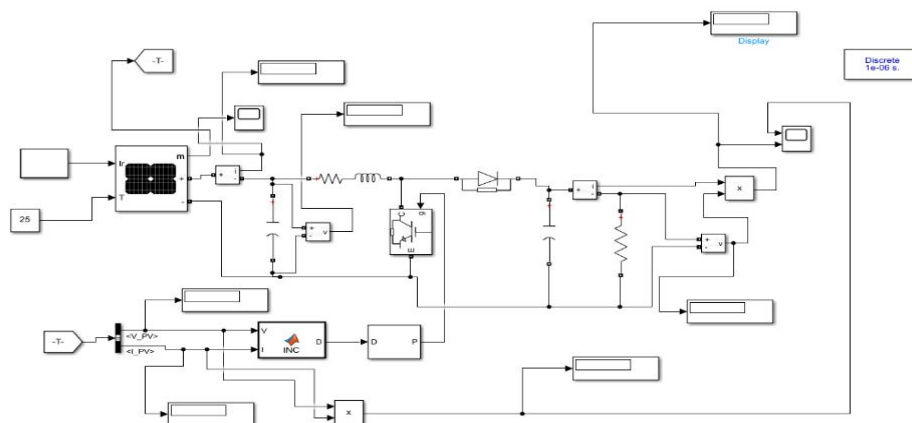 -T-
Display
Discrete
1e-06 s.
Ir
m
T
+
-
25
+
-
i
+
-
v
C
g
E
+
-
i
×
+
-
v
-T-
<V_PV>
<I_PV>
V
I
INC
D
D
P
×